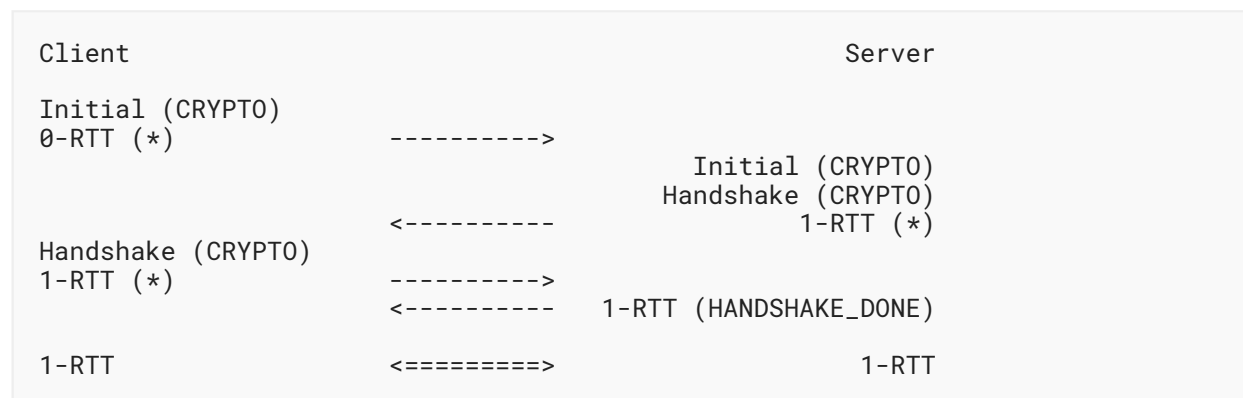 Client                                                  Server

Initial (CRYPTO)
0-RTT (*)              ---------->
                                           Initial (CRYPTO)
                                         Handshake (CRYPTO)
                       <----------                1-RTT (*)
Handshake (CRYPTO)
1-RTT (*)              ---------->
                       <----------   1-RTT (HANDSHAKE_DONE)

1-RTT                  <=========>                    1-RTT